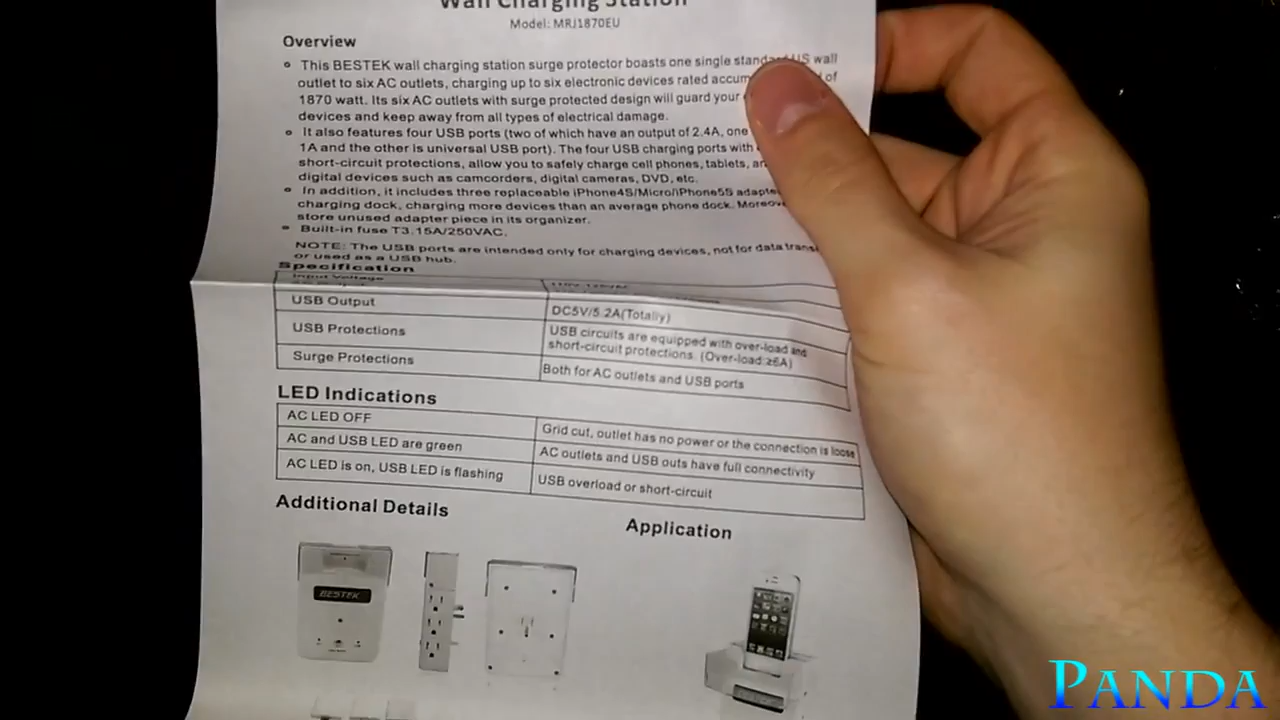 Wall Charging Station
Model: MRJ1870EU
Overview
This BESTEK wall charging station surge protector boasts one single standard US wall
outlet to six AC outlets, charging up to six electronic devices rated of
1870 watt. Its six AC outlets with surge protected design will guard your
devices and keep away from all types of electrical damage.
It also features four USB ports (two of which have an output of 2.4A, one
1A and the other is universal USB port). The four USB charging ports with
short-circuit protections, allow you to safely charge cell phones, tablets,
digital devices such as camcorders, digital cameras, DVD, etc.
In addition, it includes three replaceable iPhone4S/Micro/iPhone5S
charging dock, charging more devices than an average phone dock.
store unused adapter piece in its organizer.
Built-in fuse T3.15A/250VAC.
NOTE: The USB ports are intended only for charging devices, not for data
or used as a USB hub.
Specification
Input Voltage
USB Output DC5V/5.2A(Totally)
USB Protections USB circuits are equipped with over-load and
short-circuit protections. (Over-load:≥6A)
Surge Protections Both for AC outlets and USB ports
LED Indications
AC LED OFF Grid cut, outlet has no power or the connection is loose
AC and USB LED are green AC outlets and USB outs have full connectivity
AC LED is on, USB LED is flashing USB overload or short-circuit
Additional Details
Application
BESTEK
PANDA